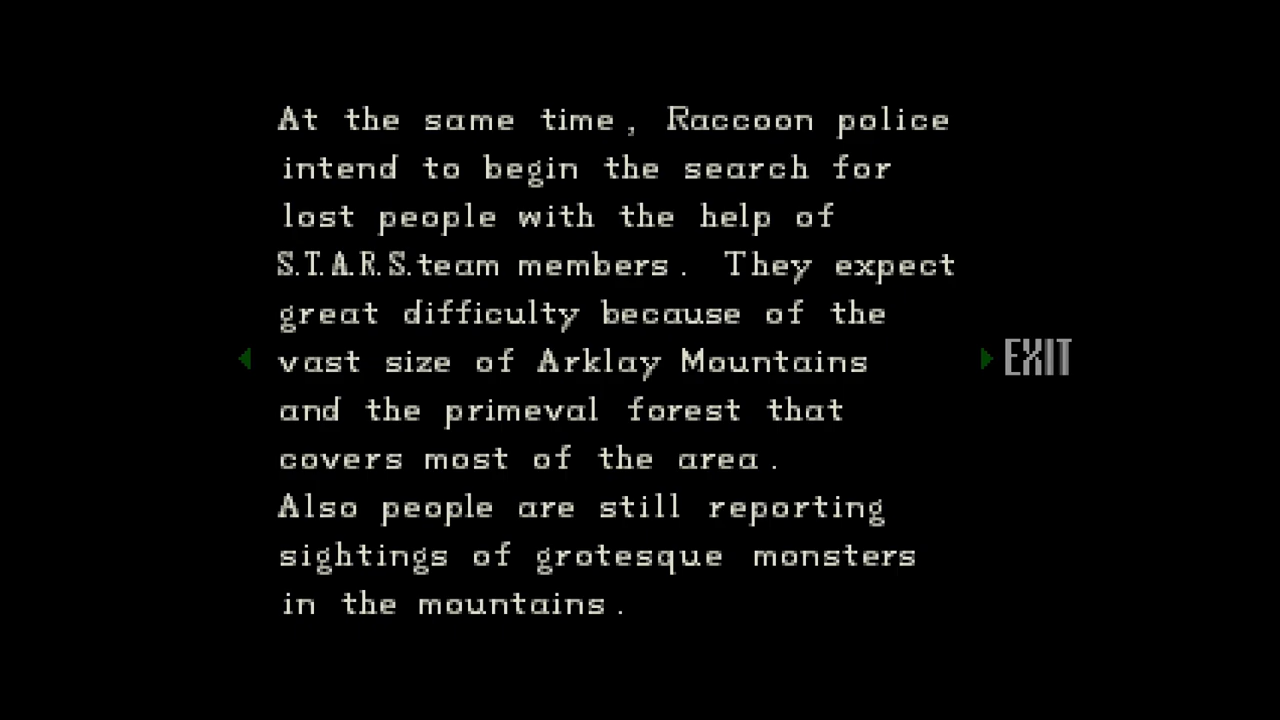 At the same time, Raccoon police
intend to begin the search for
lost people with the help of
S.T.A.R.S.team members. They expect
great difficulty because of the
vast size of Arklay Mountains
EXIT
and the primeval forest that
covers most of the area.
Also people are still reporting
sightings of grotesque monsters
in the mountains.